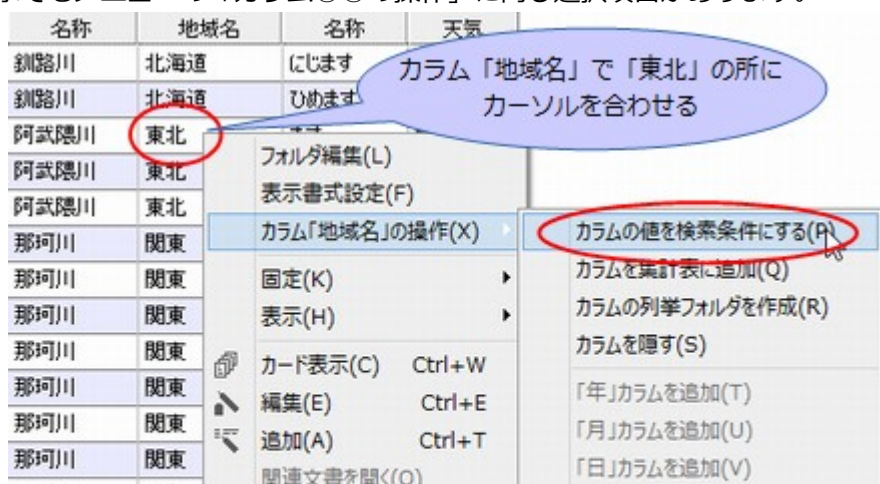 名称 地域名 名称 天気
釧路川 北海道 にじます
釧路川 北海道 ひめます
阿武隈川 東北
阿武隈川 東北
阿武隈川 東北
那珂川 関東
那珂川 関東
那珂川 関東
那珂川 関東
那珂川 関東
那珂川 関東
那珂川 関東
カラム「地域名」で「東北」の所に
カーソルを合わせる
フォルダ編集(L)
表示書式設定(F)
カラム「地域名」の操作(X)
固定(K)
表示(H)
カード表示(C) Ctrl+W
編集(E) Ctrl+E
追加(A) Ctrl+T
関連文書を開く(O)
カラムの値を検索条件にする(P)
カラムを集計表に追加(Q)
カラムの列挙フォルダを作成(R)
カラムを隠す(S)
「年」カラムを追加(T)
「月」カラムを追加(U)
「日」カラムを追加(V)